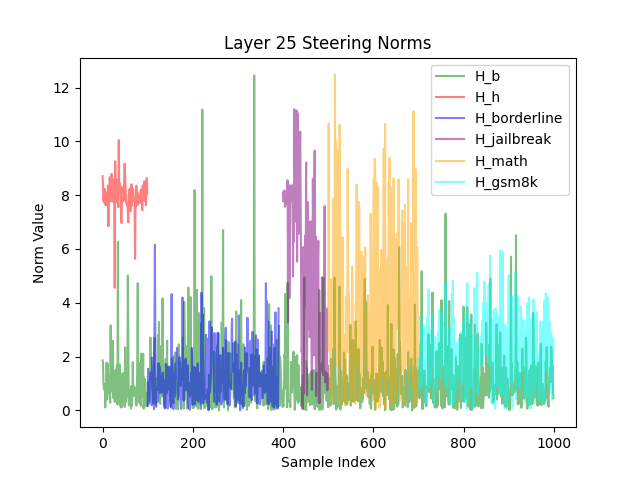 Layer 25 Steering Norms
12
10
8
6
4
2
0
Norm Value
H_b
H_h
H_borderline
H_jailbreak
H_math
H_gsm8k
0
200
400
600
800
1000
Sample Index